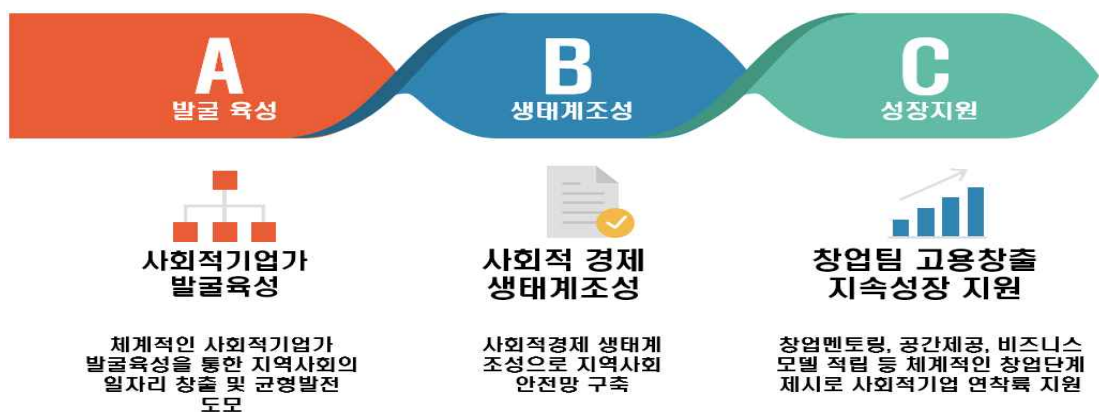 A
발굴 육성
B
생태계조성
C
성장지원
사회적기업가
발굴육성
체계적인 사회적기업가
발굴육성을 통한 지역사회의
일자리 창출 및 균형발전
도모
사회적 경제
생태계조성
사회적경제 생태계
조성으로 지역사회
안전망 구축
창업팀 고용창출
지속성장 지원
창업멘토링, 공간제공, 비즈니스
모델 적립 등 체계적인 창업단계
제시로 사회적기업 연착륙 지원